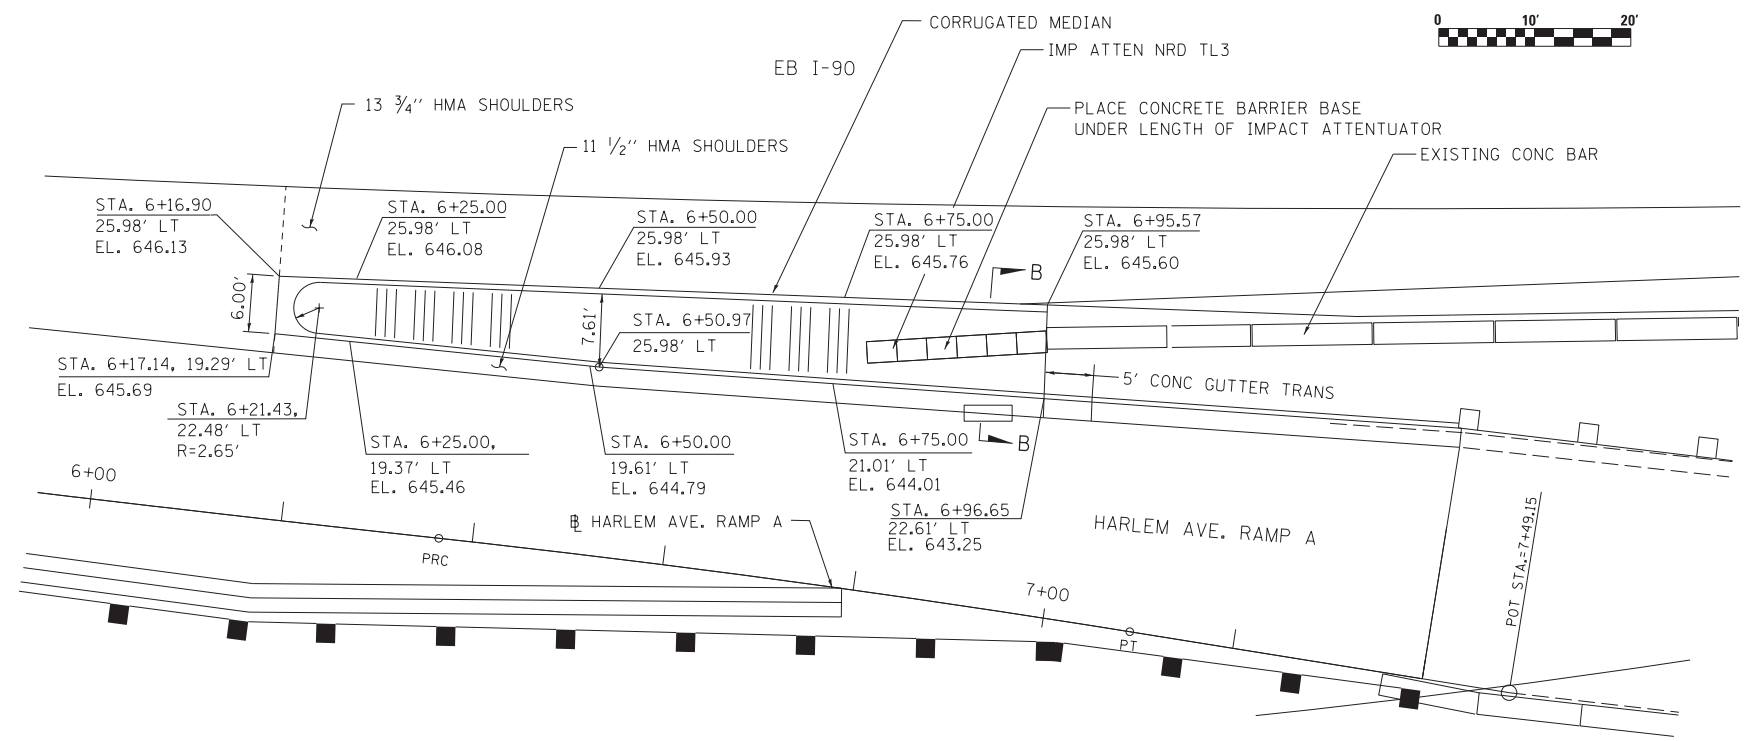 0 10' 20'
CORRUGATED MEDIAN
IMP ATTEN NRD TL3
EB I-90
13 ¾" HMA SHOULDERS
PLACE CONCRETE BARRIER BASE
UNDER LENGTH OF IMPACT ATTENTUATOR
11 ½" HMA SHOULDERS
EXISTING CONC BAR
STA. 6+16.90
25.98' LT
EL. 646.13
STA. 6+25.00
25.98' LT
EL. 646.08
STA. 6+50.00
25.98' LT
EL. 645.93
STA. 6+75.00
25.98' LT
EL. 645.76
STA. 6+95.57
25.98' LT
EL. 645.60
B
6.00'
7.61'
STA. 6+50.97
25.98' LT
STA. 6+17.14, 19.29' LT
EL. 645.69
5' CONC GUTTER TRANS
STA. 6+21.43,
22.48' LT
R=2.65'
STA. 6+25.00,
19.37' LT
EL. 645.46
STA. 6+50.00
19.61' LT
EL. 644.79
STA. 6+75.00
21.01' LT
EL. 644.01
B
STA. 6+96.65
22.61' LT
EL. 643.25
6+00
℄ HARLEM AVE. RAMP A
HARLEM AVE. RAMP A
PRC
7+00
PT
POT STA.=7+49.15